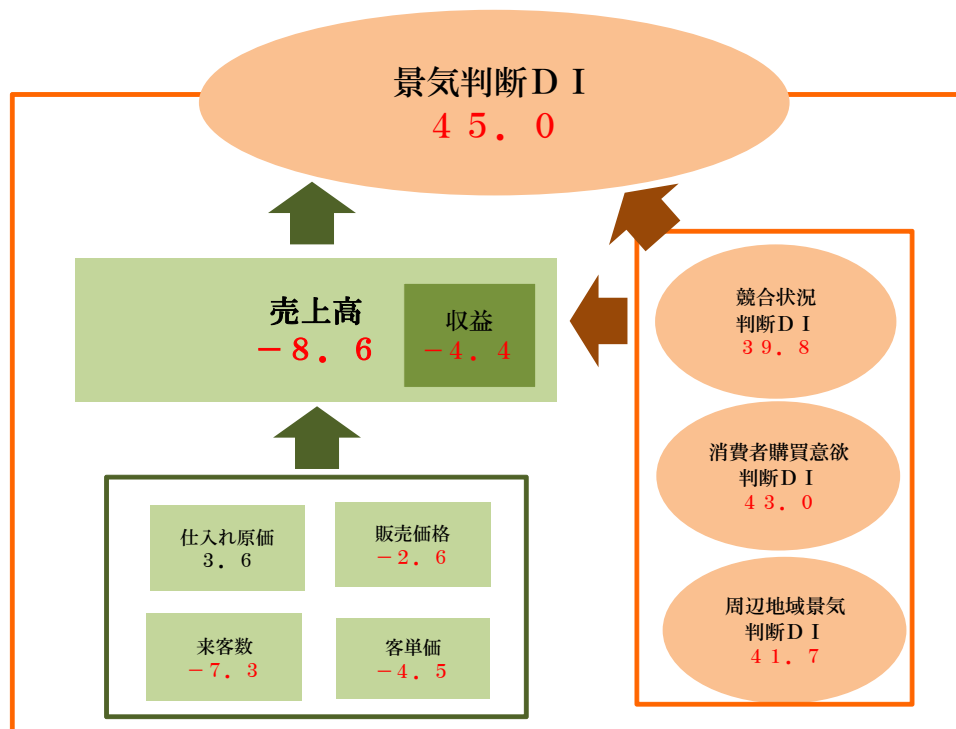 景気判断ＤＩ
４５．０
売上高
－８．６
収益
－４．４
仕入れ原価
３．６
販売価格
－２．６
来客数
－７．３
客単価
－４．５
競合状況
判断ＤＩ
３９．８
消費者購買意欲
判断ＤＩ
４３．０
周辺地域景気
判断ＤＩ
４１．７